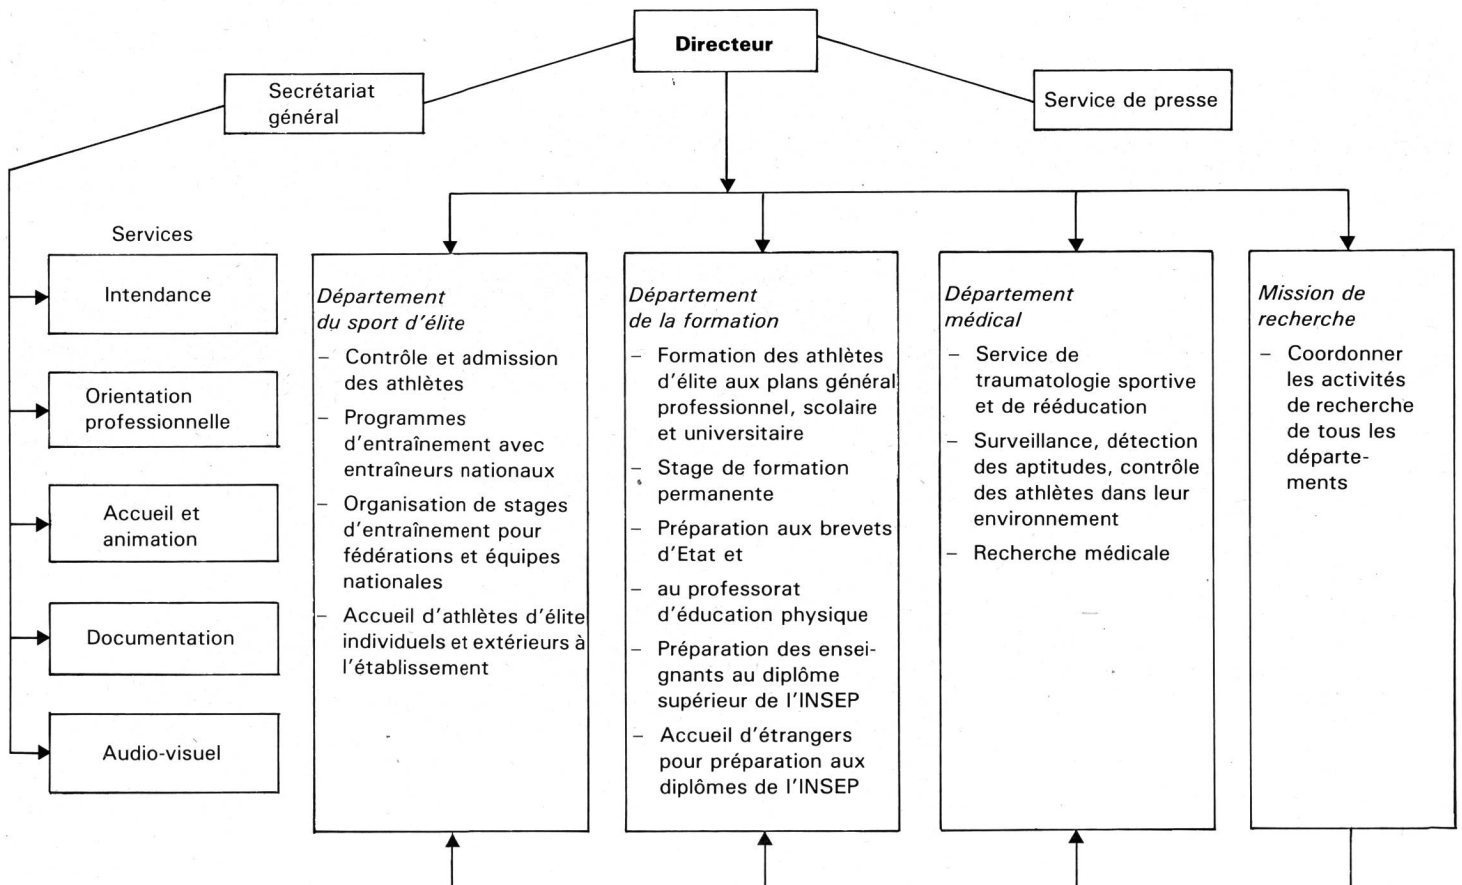 Directeur
Secrétariat
général
Service de presse
Services
Intendance
Orientation
professionnelle
Accueil et
animation
Documentation
Audio-visuel
Département
du sport d'élite
– Contrôle et admission
des athlètes
– Programmes
d'entraînement avec
entraîneurs nationaux
– Organisation de stages
d'entraînement pour
fédérations et équipes
nationales
– Accueil d'athlètes d'élite
individuels et extérieurs à
l'établissement
Département
de la formation
– Formation des athlètes
d'élite aux plans général
professionnel, scolaire
et universitaire
– Stage de formation
permanente
– Préparation aux brevets
d'Etat et
– au professorat
d'éducation physique
– Préparation des ensei-
gnants au diplôme
supérieur de l'INSEP
– Accueil d'étrangers
pour préparation aux
diplômes de l'INSEP
Département
médical
– Service de
traumatologie sportive
et de rééducation
– Surveillance, détection
des aptitudes, contrôle
des athlètes dans leur
environnement
– Recherche médicale
Mission de
recherche
– Coordonner
les activités
de recherche
de tous les
départe-
ments